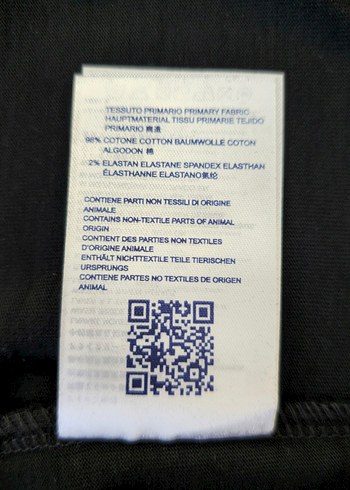 TESSUTO PRIMARIO PRIMARY FABRIC
HAUPTMATERIAL TISSU PRIMAIRE TEJIDO
PRIMARIO
98% COTONE COTTON BAUMWOLLE COTON
ALGODON 棉
2% ELASTAN ELASTANE SPANDEX ELASTHAN
ÉLASTHANNE ELASTANO氨纶
CONTIENE PARTI NON TESSILI DI ORIGINE
ANIMALE
CONTAINS NON-TEXTILE PARTS OF ANIMAL
ORIGIN
CONTIENT DES PARTIES NON TEXTILES
D'ORIGINE ANIMALE
ENTHÄLT NICHTTEXTILE TEILE TIERISCHEN
URSPRUNGS
CONTIENE PARTES NO TEXTILES DE ORIGEN
ANIMAL